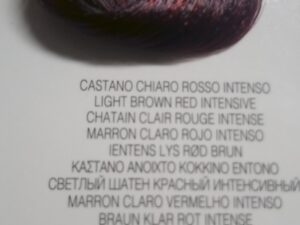 CASTANO CHIARO ROSSO INTENSO
LIGHT BROWN RED INTENSIVE
CHATAIN CLAIR ROUGE INTENSE
MARRON CLARO ROJO INTENSO
IENTENS LYS RØD BRUN
ΚΑΣΤΑΝΟ ΑΝΟΙΧΤΟ ΚΟΚΚΙΝΟ ΕΝΤΟΝΟ
СВЕТЛЫЙ ШАТЕН КРАСНЫЙ ИНТЕНСИВНЫЙ
MARROM CLARO VERMELHO INTENSO
BRAUN KLAR ROT INTENSE